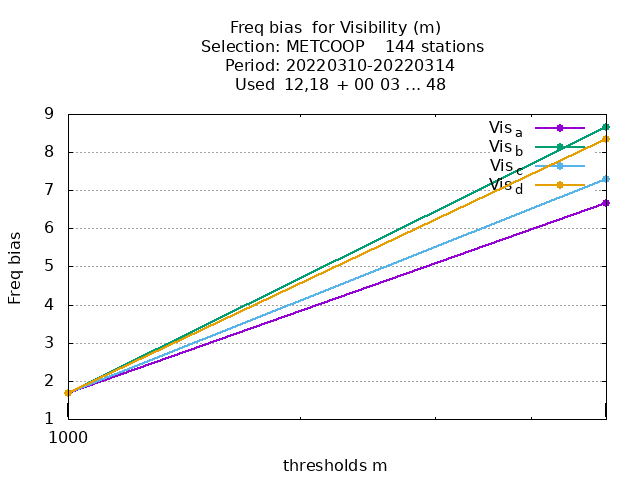 Freq bias  for Visibility (m)
Selection: METCOOP    144 stations
Period: 20220310-20220314
Used  12,18 + 00 03 ... 48
9
8
7
6
5
4
3
2
1
Freq bias
Vis a
Vis b
Vis c
Vis d
1000
thresholds m